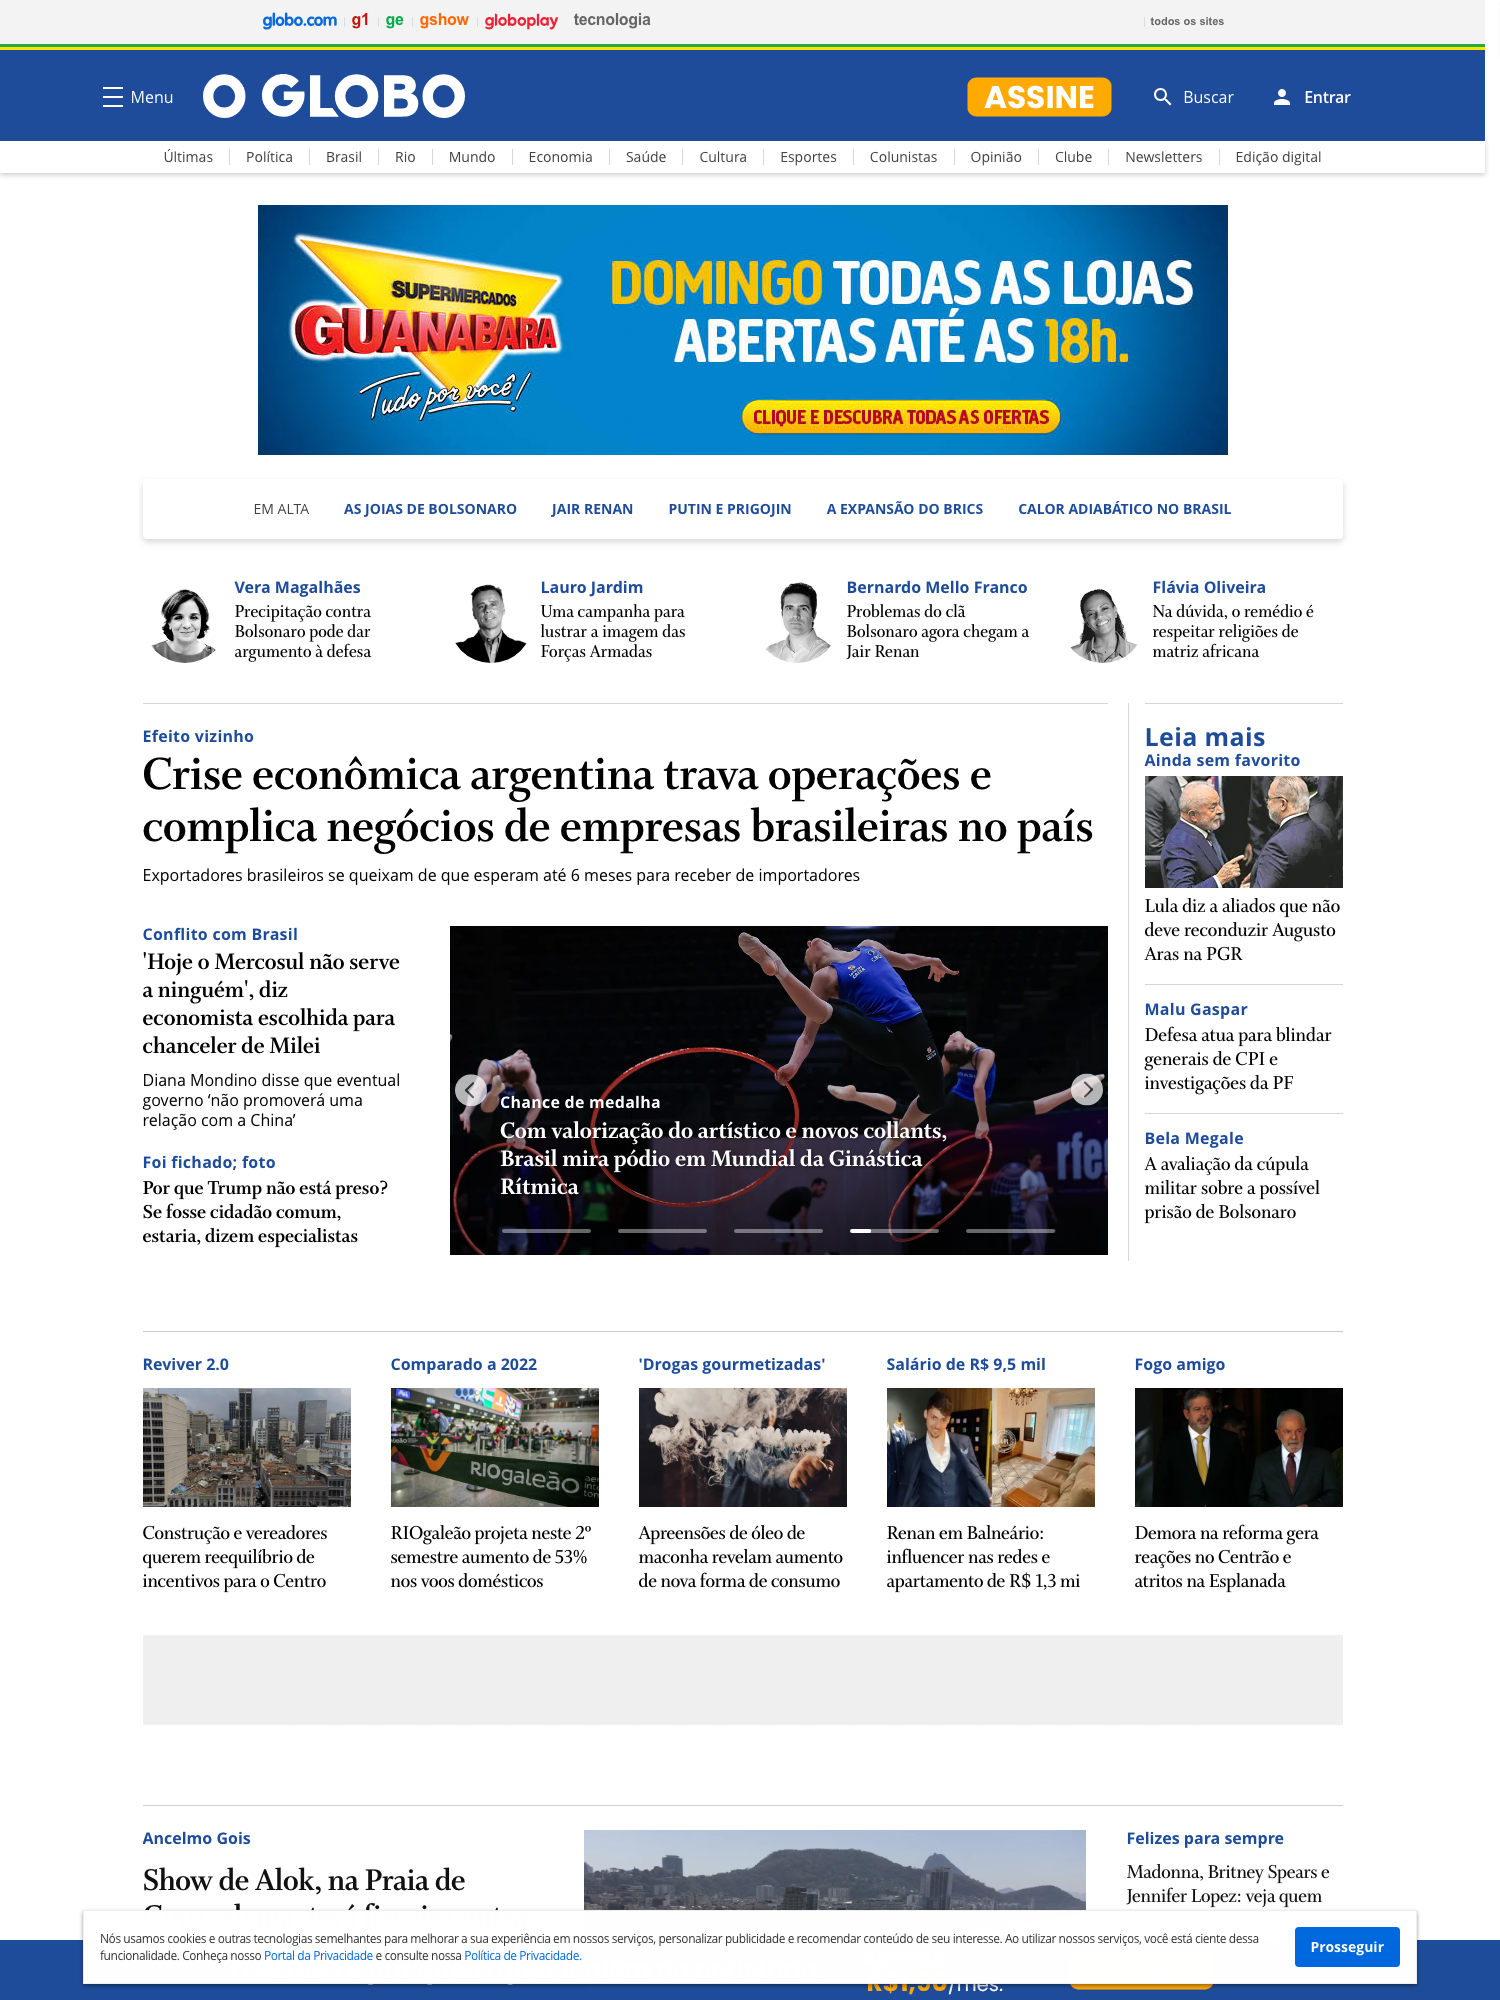 globo.com
g1
ge
gshow
globoplay
tecnologia
todos os sites
Menu
O GLOBO
ASSINE
Buscar
Entrar
Últimas
Política
Brasil
Rio
Mundo
Economia
Saúde
Cultura
Esportes
Colunistas
Opinião
Clube
Newsletters
Edição digital
SUPERMERCADOS
GUANABARA
Tudo por você!
DOMINGO TODAS AS LOJAS
ABERTAS ATÉ AS 18h.
CLIQUE E DESCUBRA TODAS AS OFERTAS
EM ALTA
AS JOIAS DE BOLSONARO
JAIR RENAN
PUTIN E PRIGOJIN
A EXPANSÃO DO BRICS
CALOR ADIABÁTICO NO BRASIL
Vera Magalhães
Precipitação contra
Bolsonaro pode dar
argumento à defesa
Lauro Jardim
Uma campanha para
lustrar a imagem das
Forças Armadas
Bernardo Mello Franco
Problemas do clã
Bolsonaro agora chegam a
Jair Renan
Flávia Oliveira
Na dúvida, o remédio é
respeitar religiões de
matriz africana
Efeito vizinho
Crise econômica argentina trava operações e
complica negócios de empresas brasileiras no país
Exportadores brasileiros se queixam de que esperam até 6 meses para receber de importadores
Conflito com Brasil
'Hoje o Mercosul não serve
a ninguém', diz
economista escolhida para
chanceler de Milei
Diana Mondino disse que eventual
governo ‘não promoverá uma
relação com a China’
Foi fichado; foto
Por que Trump não está preso?
Se fosse cidadão comum,
estaria, dizem especialistas
Chance de medalha
Com valorização do artístico e novos collants,
Brasil mira pódio em Mundial da Ginástica
Rítmica
Leia mais
Ainda sem favorito
Lula diz a aliados que não
deve reconduzir Augusto
Aras na PGR
Malu Gaspar
Defesa atua para blindar
generais de CPI e
investigações da PF
Bela Megale
A avaliação da cúpula
militar sobre a possível
prisão de Bolsonaro
Reviver 2.0
Construção e vereadores
querem reequilíbrio de
incentivos para o Centro
Comparado a 2022
RIOgaleão
RIOgaleão projeta neste 2º
semestre aumento de 53%
nos voos domésticos
'Drogas gourmetizadas'
Apreensões de óleo de
maconha revelam aumento
de nova forma de consumo
Salário de R$ 9,5 mil
Renan em Balneário:
influencer nas redes e
apartamento de R$ 1,3 mi
Fogo amigo
Demora na reforma gera
reações no Centrão e
atritos na Esplanada
Ancelmo Gois
Show de Alok, na Praia de
Felizes para sempre
Madonna, Britney Spears e
Jennifer Lopez: veja quem
Nós usamos cookies e outras tecnologias semelhantes para melhorar a sua experiência em nossos serviços, personalizar publicidade e recomendar conteúdo de seu interesse. Ao utilizar nossos serviços, você está ciente dessa
funcionalidade. Conheça nosso Portal da Privacidade e consulte nossa Política de Privacidade.
Prosseguir